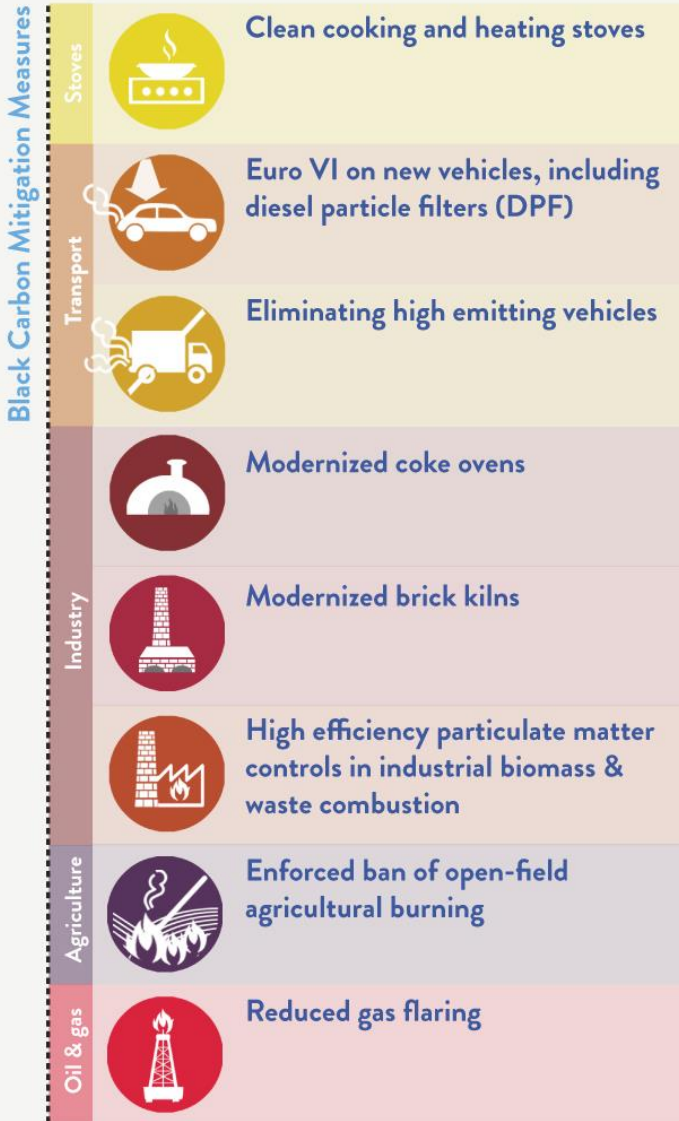 Black Carbon Mitigation Measures
Stoves
Clean cooking and heating stoves
Transport
Euro VI on new vehicles, including
diesel particle filters (DPF)
Eliminating high emitting vehicles
Industry
Modernized coke ovens
Modernized brick kilns
High efficiency particulate matter
controls in industrial biomass &
waste combustion
Agriculture
Enforced ban of open-field
agricultural burning
Oil & gas
Reduced gas flaring